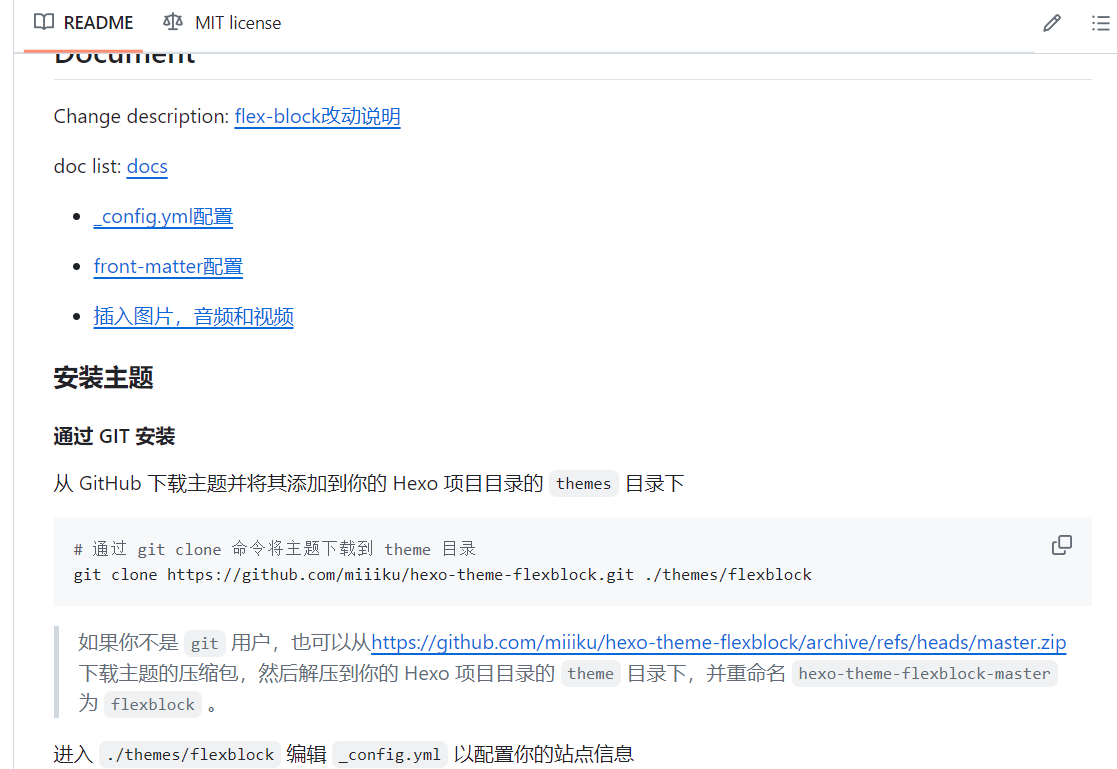 README
MIT license
Document
Change description: flex-block改动说明
doc list: docs
_config.yml配置
front-matter配置
插入图片，音频和视频
安装主题
通过 GIT 安装
从 GitHub 下载主题并将其添加到你的 Hexo 项目目录的 themes 目录下
# 通过 git clone 命令将主题下载到 theme 目录
git clone https://github.com/miiiku/hexo-theme-flexblock.git ./themes/flexblock
如果你不是 git 用户，也可以从https://github.com/miiiku/hexo-theme-flexblock/archive/refs/heads/master.zip
下载主题的压缩包，然后解压到你的 Hexo 项目目录的 theme 目录下，并重命名 hexo-theme-flexblock-master
为 flexblock 。
进入 ./themes/flexblock 编辑 _config.yml 以配置你的站点信息